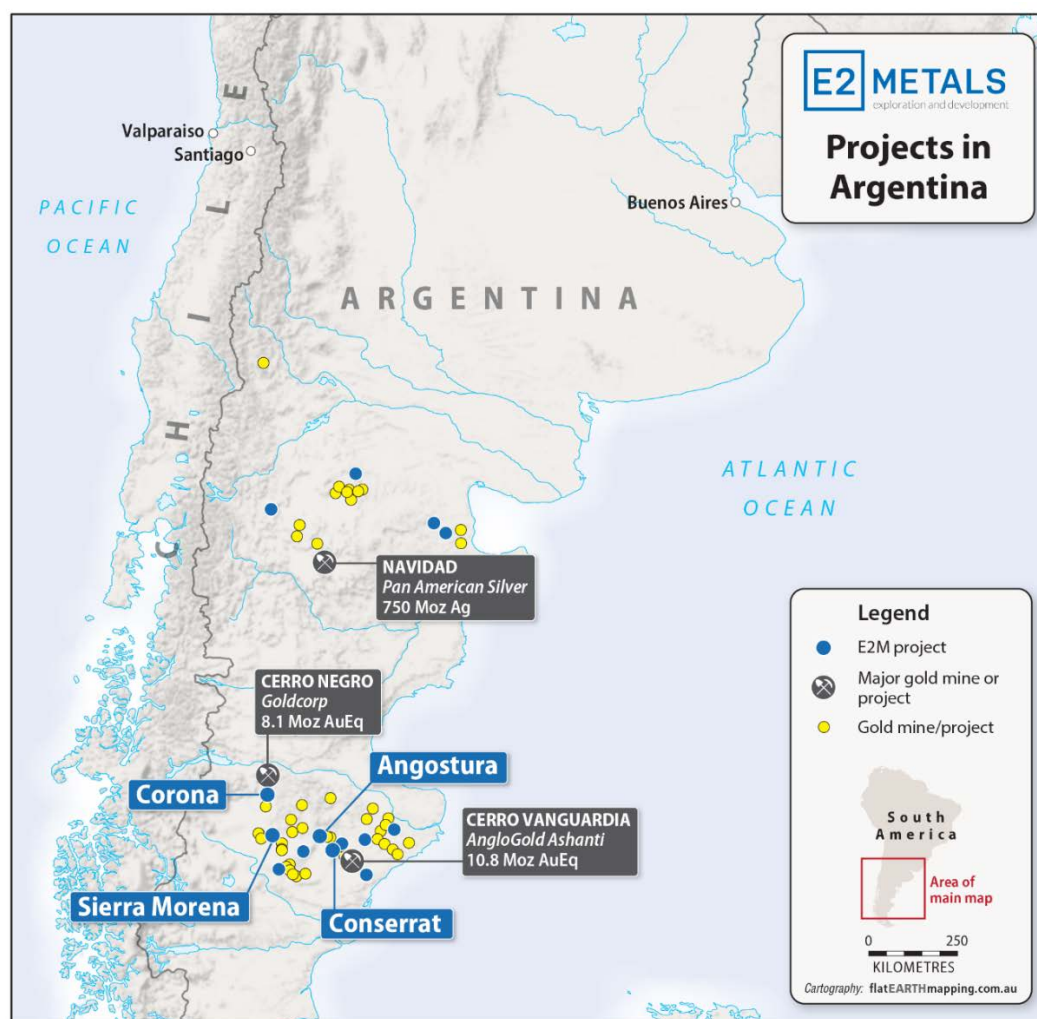 E2 METALS
exploration and development
Projects in
Argentina
Valparaiso
Santiago
Buenos Aires
PACIFIC
OCEAN
CHILE
ARGENTINA
ATLANTIC
OCEAN
NAVIDAD
Pan American Silver
750 Moz Ag
CERRO NEGRO
Goldcorp
8.1 Moz AuEq
Angostura
Corona
CERRO VANGUARDIA
AngloGold Ashanti
10.8 Moz AuEq
Sierra Morena
Conserrat
Legend
E2M project
Major gold mine or
project
Gold mine/project
South
America
Area of
main map
0 250
KILOMETRES
Cartography: flatEARTHmapping.com.au